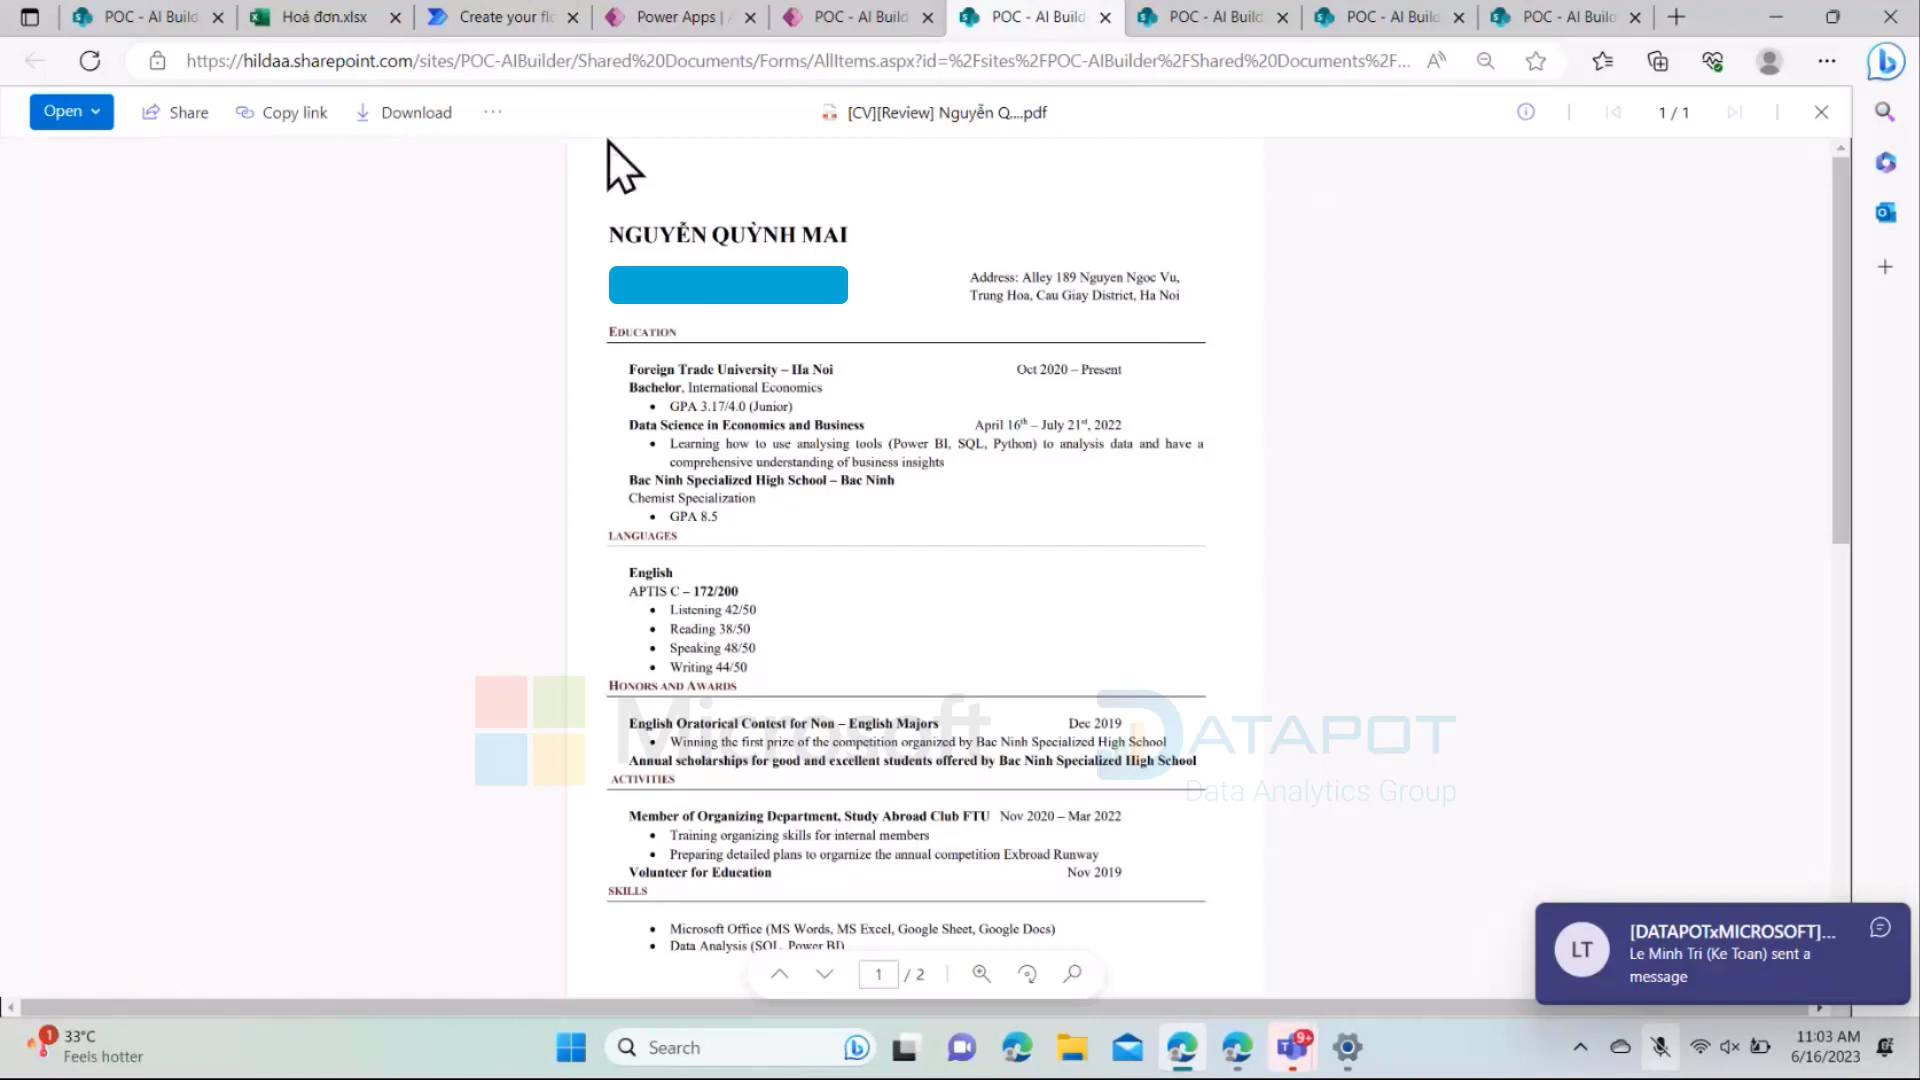 POC - AI Build
Hoá đơn.xlsx
Create your flo
Power Apps | A
POC - AI Build
POC - AI Build
POC - AI Build
POC - AI Build
POC - AI Build
https://hildaa.sharepoint.com/sites/POC-AIBuilder/Shared%20Documents/Forms/AllItems.aspx?id=%2Fsites%2FPOC-AIBuilder%2FShared%20Documents%2F...
Open
Share
Copy link
Download
[CV][Review] Nguyễn Q....pdf
1 / 1
NGUYỄN QUỲNH MAI
Address: Alley 189 Nguyen Ngoc Vu,
Trung Hoa, Cau Giay District, Ha Noi
EDUCATION
Foreign Trade University – Ha Noi Oct 2020 – Present
Bachelor, International Economics
• GPA 3.17/4.0 (Junior)
Data Science in Economics and Business April 16th – July 21st, 2022
• Learning how to use analysing tools (Power BI, SQL, Python) to analysis data and have a
comprehensive understanding of business insights
Bac Ninh Specialized High School – Bac Ninh
Chemist Specialization
• GPA 8.5
LANGUAGES
English
APTIS C – 172/200
• Listening 42/50
• Reading 38/50
• Speaking 48/50
• Writing 44/50
HONORS AND AWARDS
English Oratorical Contest for Non – English Majors Dec 2019
• Winning the first prize of the competition organized by Bac Ninh Specialized High School
Annual scholarships for good and excellent students offered by Bac Ninh Specialized High School
ACTIVITIES
Member of Organizing Department, Study Abroad Club FTU Nov 2020 – Mar 2022
• Training organizing skills for internal members
• Preparing detailed plans to orgarnize the annual competition Exbroad Runway
Volunteer for Education Nov 2019
SKILLS
• Microsoft Office (MS Words, MS Excel, Google Sheet, Google Docs)
• Data Analysis (SQL, Power BI)
Microsoft
DATAPOT
Data Analytics Group
1 / 2
LT
[DATAPOTxMICROSOFT]...
Le Minh Tri (Ke Toan) sent a
message
1
33°C
Feels hotter
Search
9+
11:03 AM
6/16/2023